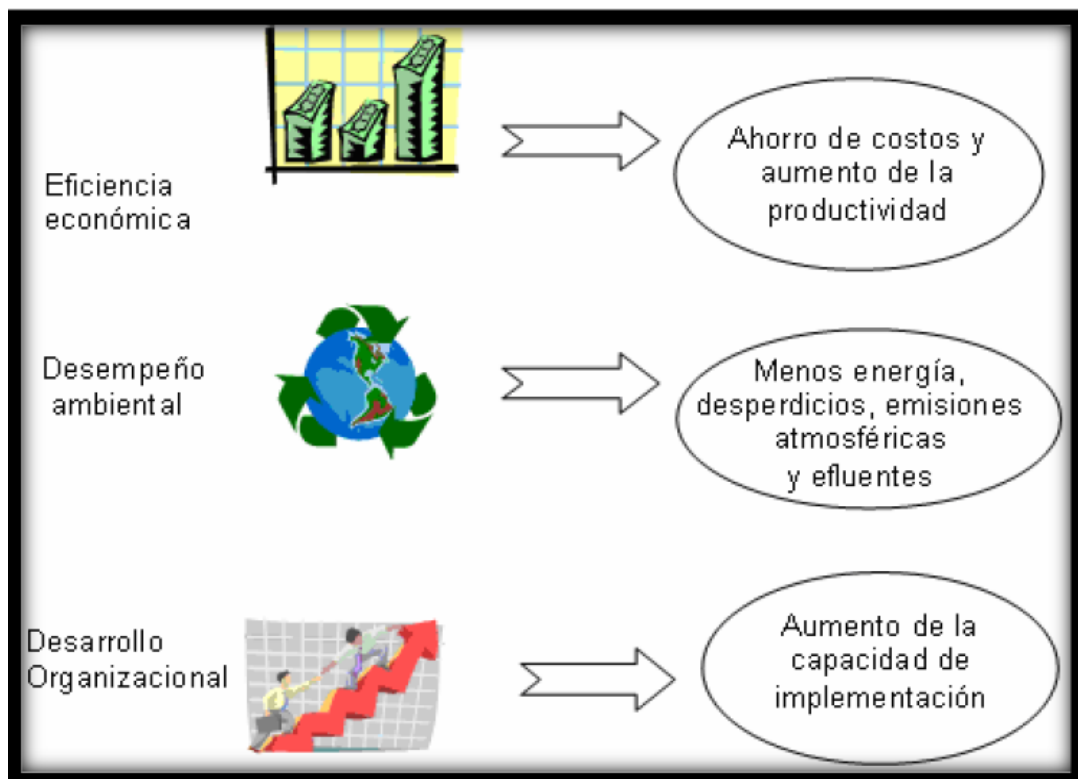 Eficiencia
económica
Ahorro de costos y
aumento de la
productividad
Desempeño
ambiental
Menos energía,
desperdicios, emisiones
atmosféricas
y efluentes
Desarrollo
Organizacional
Aumento de la
capacidad de
implementación